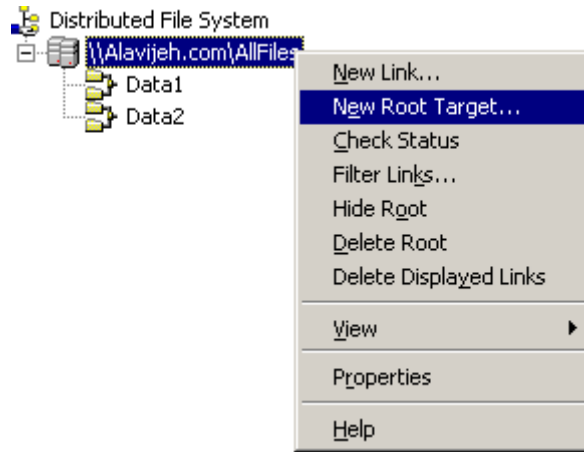 Distributed File System
\\Alavijeh.com\AllFiles
Data1
Data2
New Link...
New Root Target...
Check Status
Filter Links...
Hide Root
Delete Root
Delete Displayed Links
View
Properties
Help